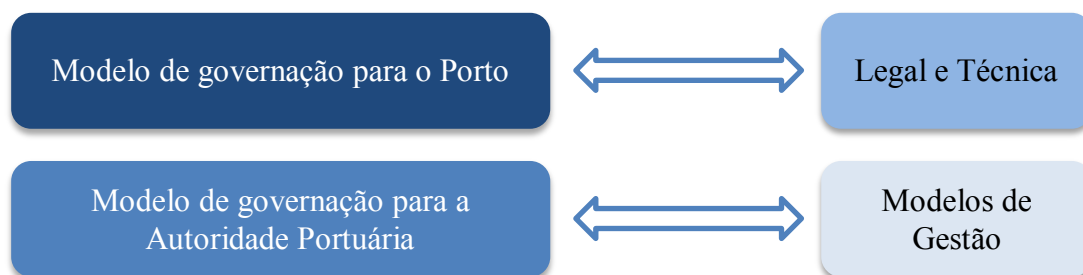 Modelo de governação para o Porto
Legal e Técnica
Modelo de governação para a
Autoridade Portuária
Modelos de
Gestão